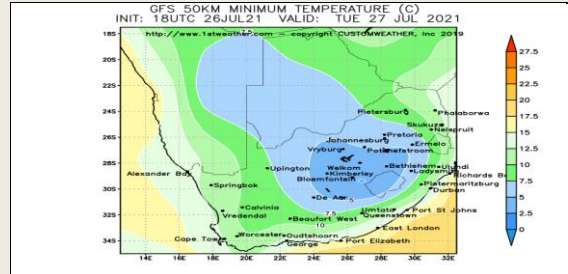 GFS 50KM MINIMUM TEMPERATURE (C)
INIT: 18UTC 26JUL21 VALID: TUE 27 JUL 2021
http://www.1stweather.com — copyright CUSTOMWEATHER, Inc 2019
7.5
18S
20S
22S
24S
26S
28S
30S
32S
34S
Pietersburg
Phalaborwa
Skukuza
Nelspruit
Pretoria
Johannesburg
Ermelo
Vryburg
Potchefstroom
Welkom
Bethlehem
Ulundi
Ladysmith
Kimberley
Bloemfontein
Richards Ba
Upington
Alexander Bay
Springbok
Pietermaritzburg
Durban
De Aar
5
Calvinia
Vredendal
7.5
Umtata
Port St Johns
Queenstown
Beaufort West
10
East London
Worcester
Oudtshoorn
Cape Town
George
Port Elizabeth
14E 16E 18E 20E 22E 24E 26E 28E 30E 32E
27.5
25
22.5
20
17.5
15
12.5
10
7.5
5
2.5
0